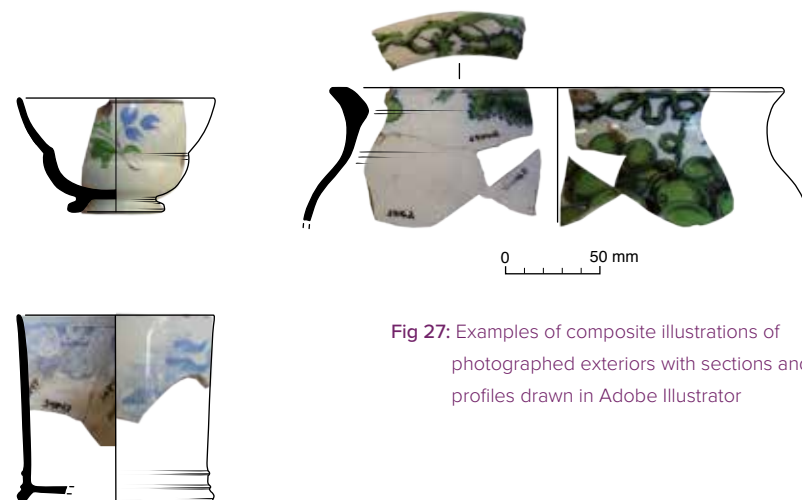 0 50 mm
Fig 27: Examples of composite illustrations of
photographed exteriors with sections and
profiles drawn in Adobe Illustrator